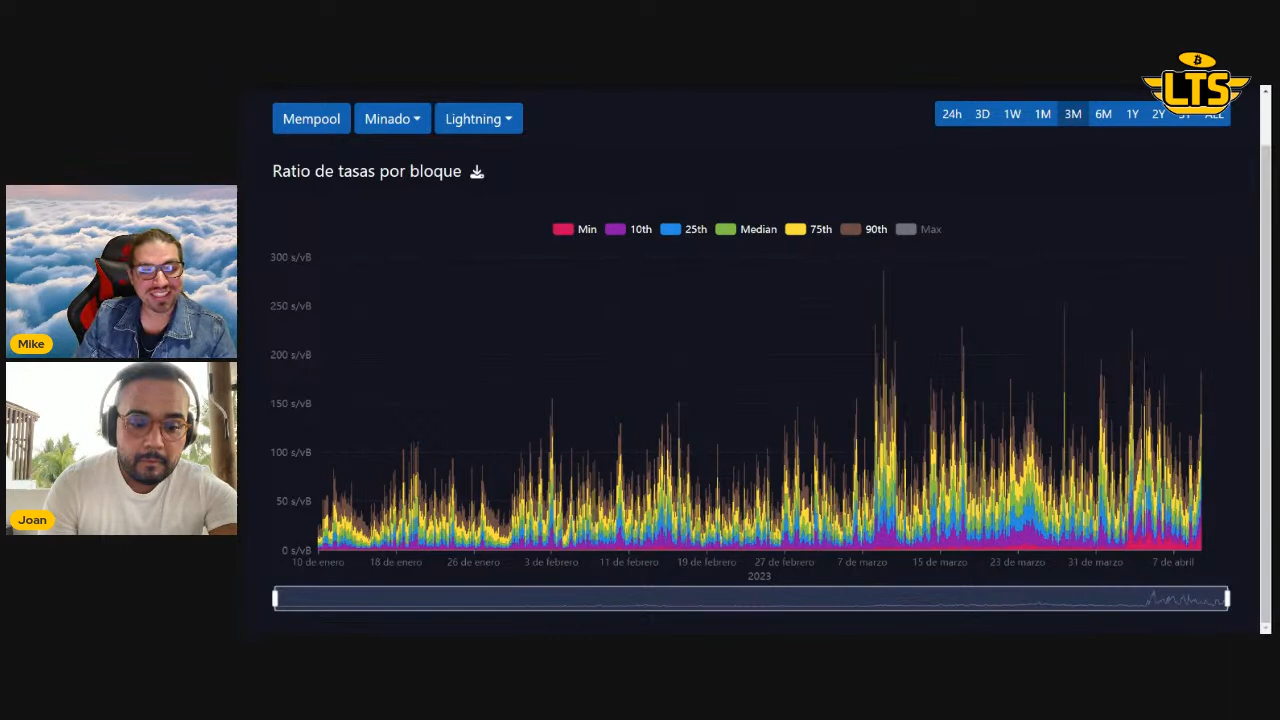 LTS
Mempool Minado Lightning
24h 3D 1W 1M 3M 6M 1Y 2Y 3Y ALL
Ratio de tasas por bloque
Min 10th 25th Median 75th 90th Max
300 s/vB
250 s/vB
200 s/vB
150 s/vB
100 s/vB
50 s/vB
0 s/vB
10 de enero 18 de enero 26 de enero 3 de febrero 11 de febrero 19 de febrero 27 de febrero 7 de marzo 15 de marzo 23 de marzo 31 de marzo 7 de abril
2023
Mike
Joan